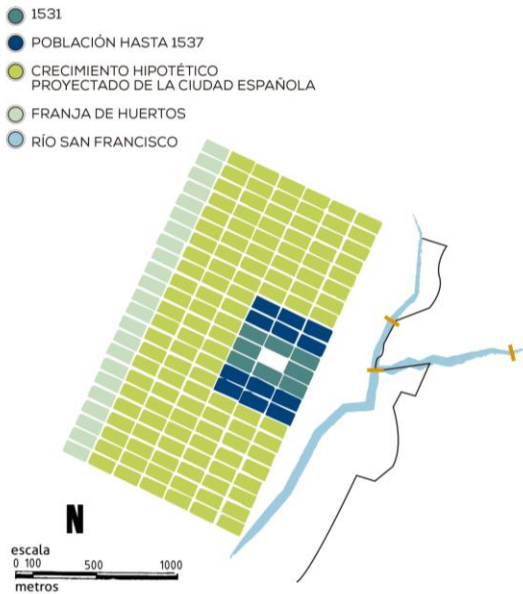 1531
POBLACIÓN HASTA 1537
CRECIMIENTO HIPOTÉTICO
PROYECTADO DE LA CIUDAD ESPAÑOLA
FRANJA DE HUERTOS
RÍO SAN FRANCISCO
N
escala
0 100 500 1000
metros